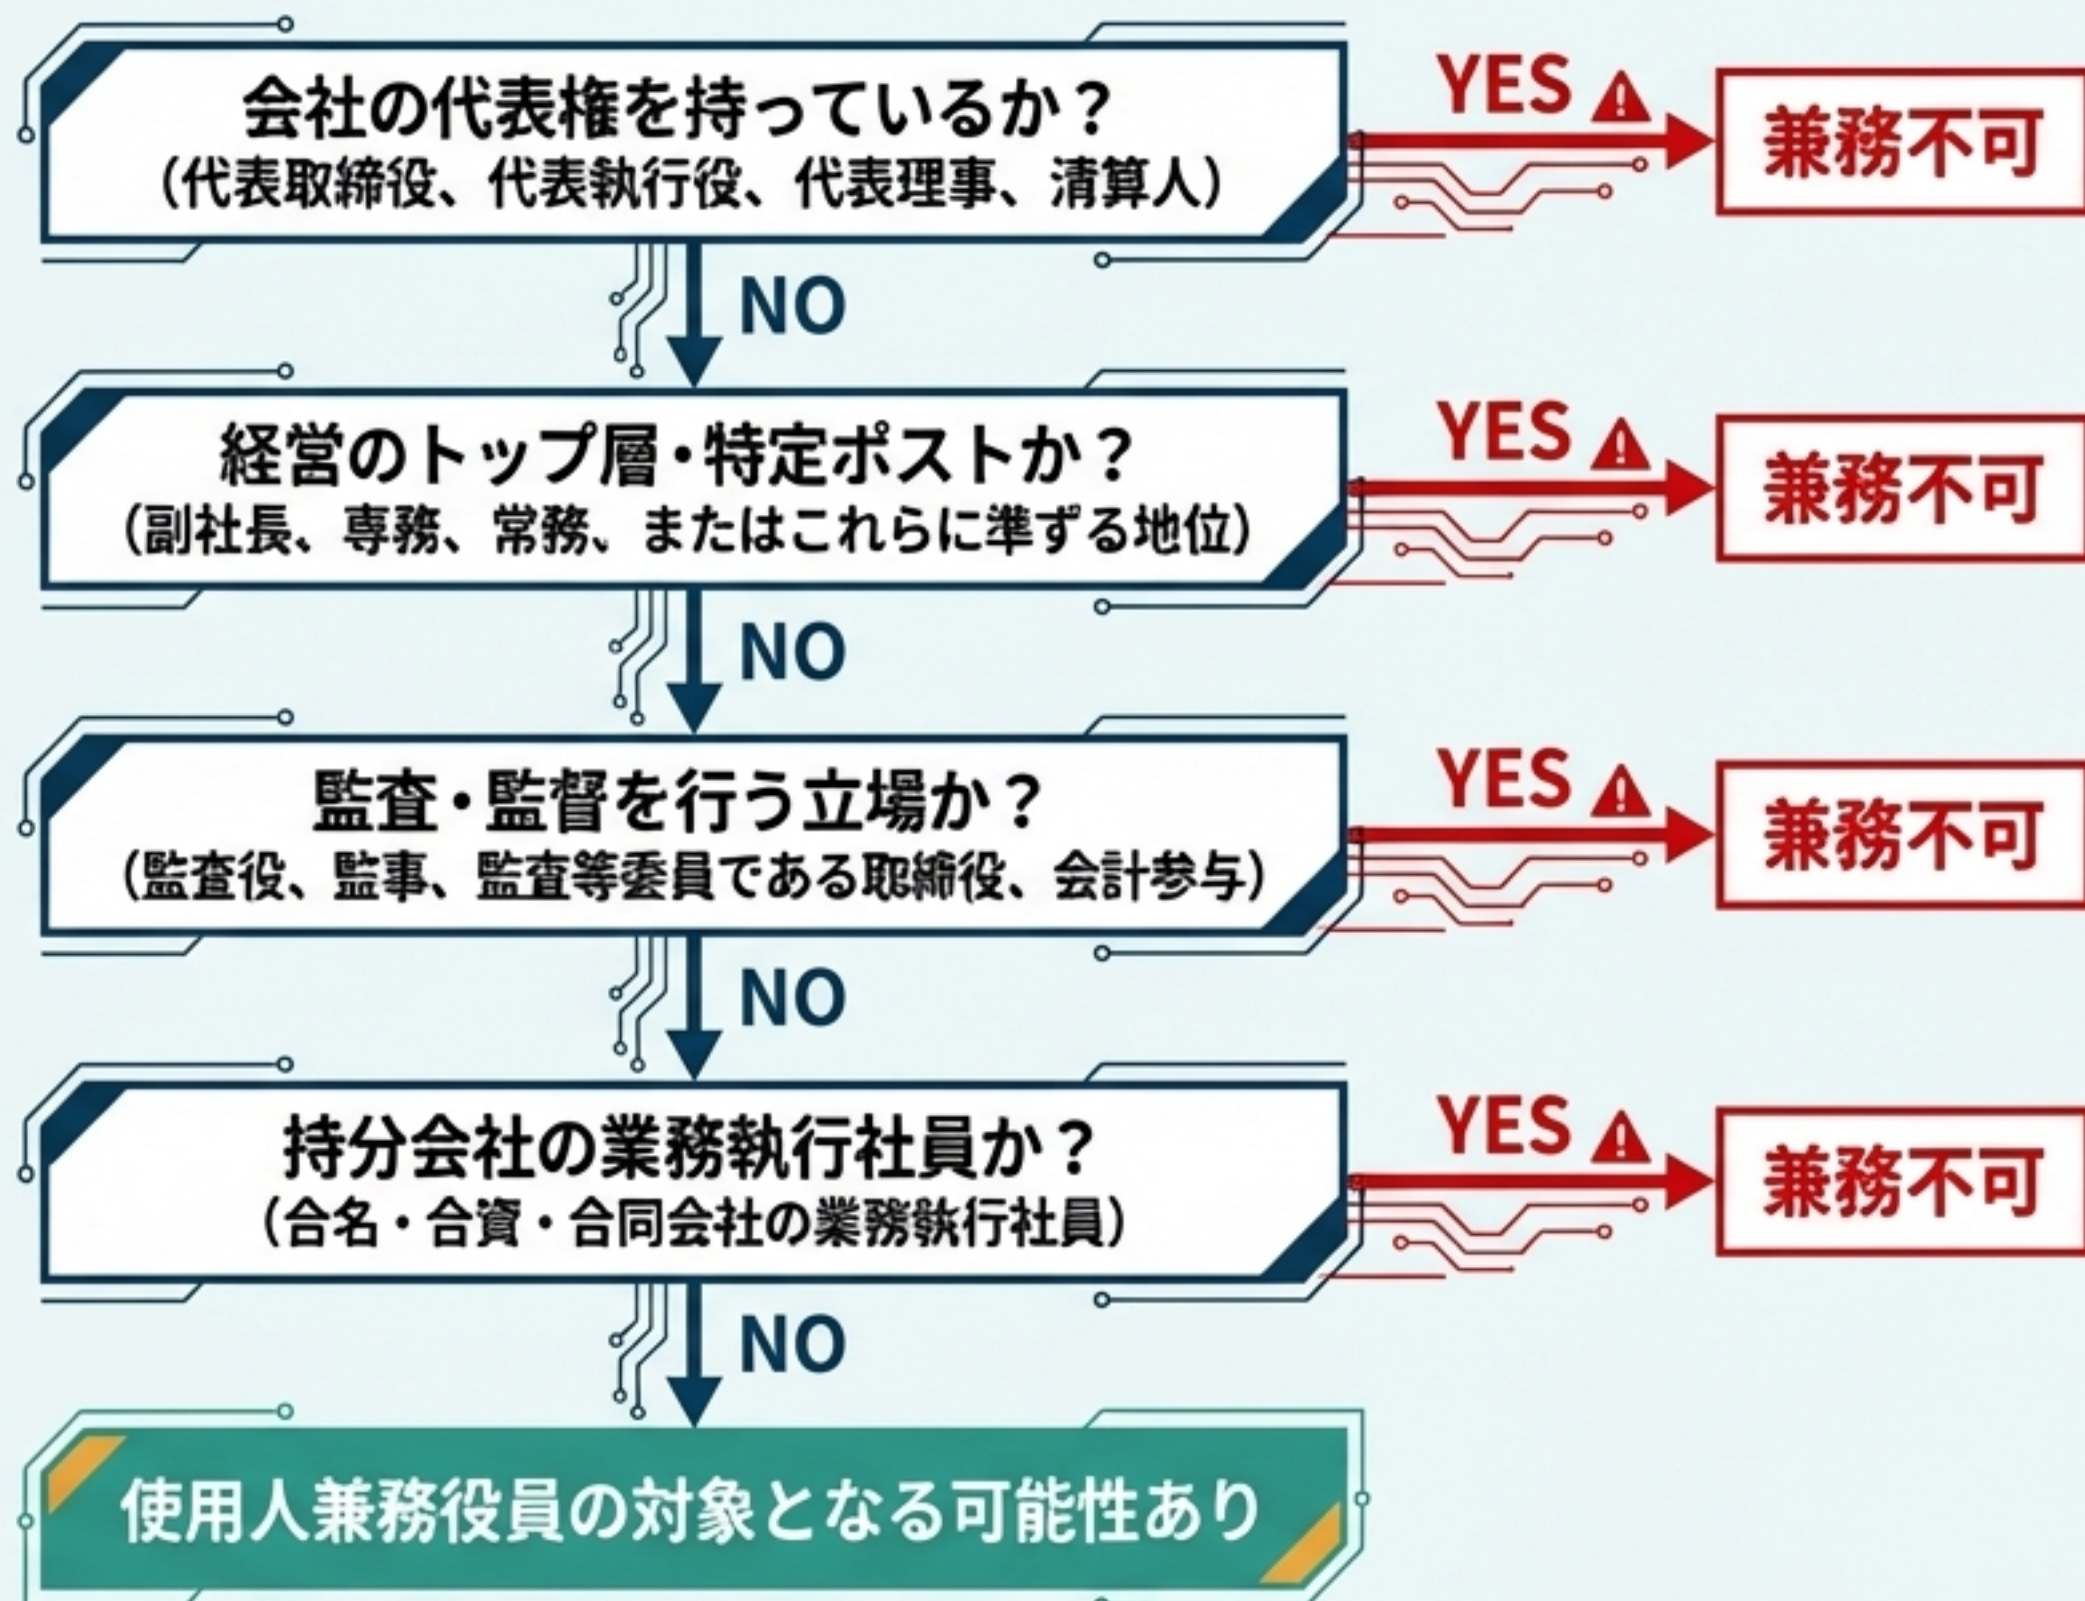 会社の代表権を持っているか？
（代表取締役、代表執行役、代表理事、清算人）
YES
兼務不可
NO
経営のトップ層・特定ポストか？
（副社長、専務、常務、またはこれらに準ずる地位）
YES
兼務不可
NO
監査・監督を行う立場か？
（監査役、監事、監査等委員である取締役、会計参与）
YES
兼務不可
NO
持分会社の業務執行社員か？
（合名・合資・合同会社の業務執行社員）
YES
兼務不可
NO
使用人兼務役員の対象となる可能性あり